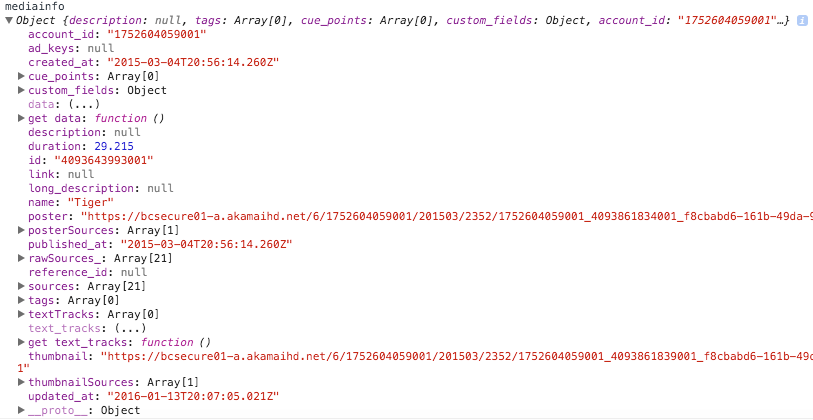 mediainfo
▼Object {description: null, tags: Array[0], cue_points: Array[0], custom_fields: Object, account_id: "1752604059001"…} i
account_id: "1752604059001"
ad_keys: null
created_at: "2015-03-04T20:56:14.260Z"
▶cue_points: Array[0]
▶custom_fields: Object
data: (...)
▶get data: function ()
description: null
duration: 29.215
id: "4093643993001"
link: null
long_description: null
name: "Tiger"
poster: "https://bcsecure01-a.akamaihd.net/6/1752604059001/201503/2352/1752604059001_4093861834001_f8cbabd6-161b-49da-9
▶posterSources: Array[1]
published_at: "2015-03-04T20:56:14.260Z"
▶rawSources_: Array[21]
reference_id: null
▶sources: Array[21]
▶tags: Array[0]
▶textTracks: Array[0]
text_tracks: (...)
▶get text_tracks: function ()
thumbnail: "https://bcsecure01-a.akamaihd.net/6/1752604059001/201503/2352/1752604059001_4093861839001_f8cbabd6-161b-49d
1"
▶thumbnailSources: Array[1]
updated_at: "2016-01-13T20:07:05.021Z"
▶__proto__: Object